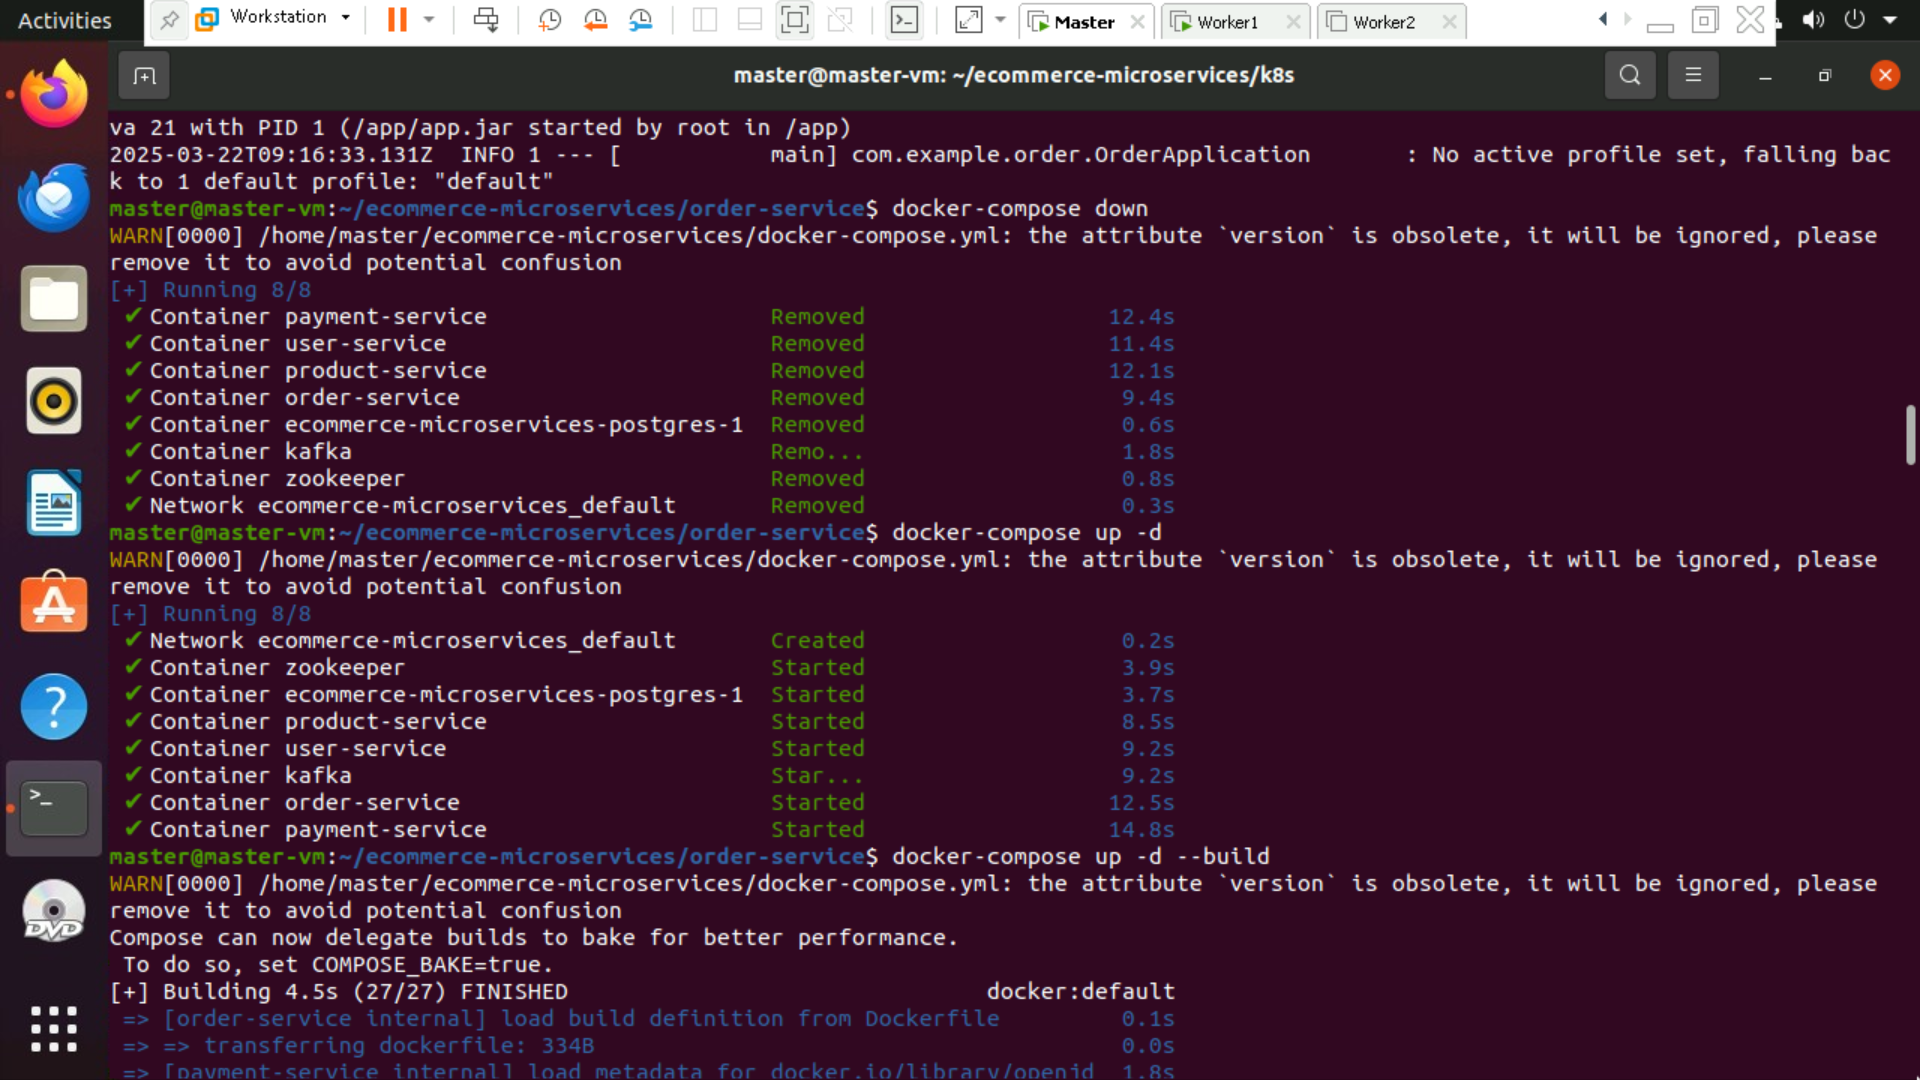 Activities
Workstation
Master
Worker1
Worker2
master@master-vm: ~/ecommerce-microservices/k8s
va 21 with PID 1 (/app/app.jar started by root in /app)
2025-03-22T09:16:33.131Z  INFO 1 --- [           main] com.example.order.OrderApplication       : No active profile set, falling bac
k to 1 default profile: "default"
master@master-vm:~/ecommerce-microservices/order-service$ docker-compose down
WARN[0000] /home/master/ecommerce-microservices/docker-compose.yml: the attribute `version` is obsolete, it will be ignored, please
remove it to avoid potential confusion
[+] Running 8/8
✔ Container payment-service Removed 12.4s
✔ Container user-service Removed 11.4s
✔ Container product-service Removed 12.1s
✔ Container order-service Removed 9.4s
✔ Container ecommerce-microservices-postgres-1 Removed 0.6s
✔ Container kafka Remo... 1.8s
✔ Container zookeeper Removed 0.8s
✔ Network ecommerce-microservices_default Removed 0.3s
master@master-vm:~/ecommerce-microservices/order-service$ docker-compose up -d
WARN[0000] /home/master/ecommerce-microservices/docker-compose.yml: the attribute `version` is obsolete, it will be ignored, please
remove it to avoid potential confusion
[+] Running 8/8
✔ Network ecommerce-microservices_default Created 0.2s
✔ Container zookeeper Started 3.9s
✔ Container ecommerce-microservices-postgres-1 Started 3.7s
✔ Container product-service Started 8.5s
✔ Container user-service Started 9.2s
✔ Container kafka Star... 9.2s
✔ Container order-service Started 12.5s
✔ Container payment-service Started 14.8s
master@master-vm:~/ecommerce-microservices/order-service$ docker-compose up -d --build
WARN[0000] /home/master/ecommerce-microservices/docker-compose.yml: the attribute `version` is obsolete, it will be ignored, please
remove it to avoid potential confusion
Compose can now delegate builds to bake for better performance.
To do so, set COMPOSE_BAKE=true.
[+] Building 4.5s (27/27) FINISHED docker:default
=> [order-service internal] load build definition from Dockerfile 0.1s
=> => transferring dockerfile: 334B 0.0s
=> [payment-service internal] load metadata for docker.io/library/openjd 1.8s
DVD